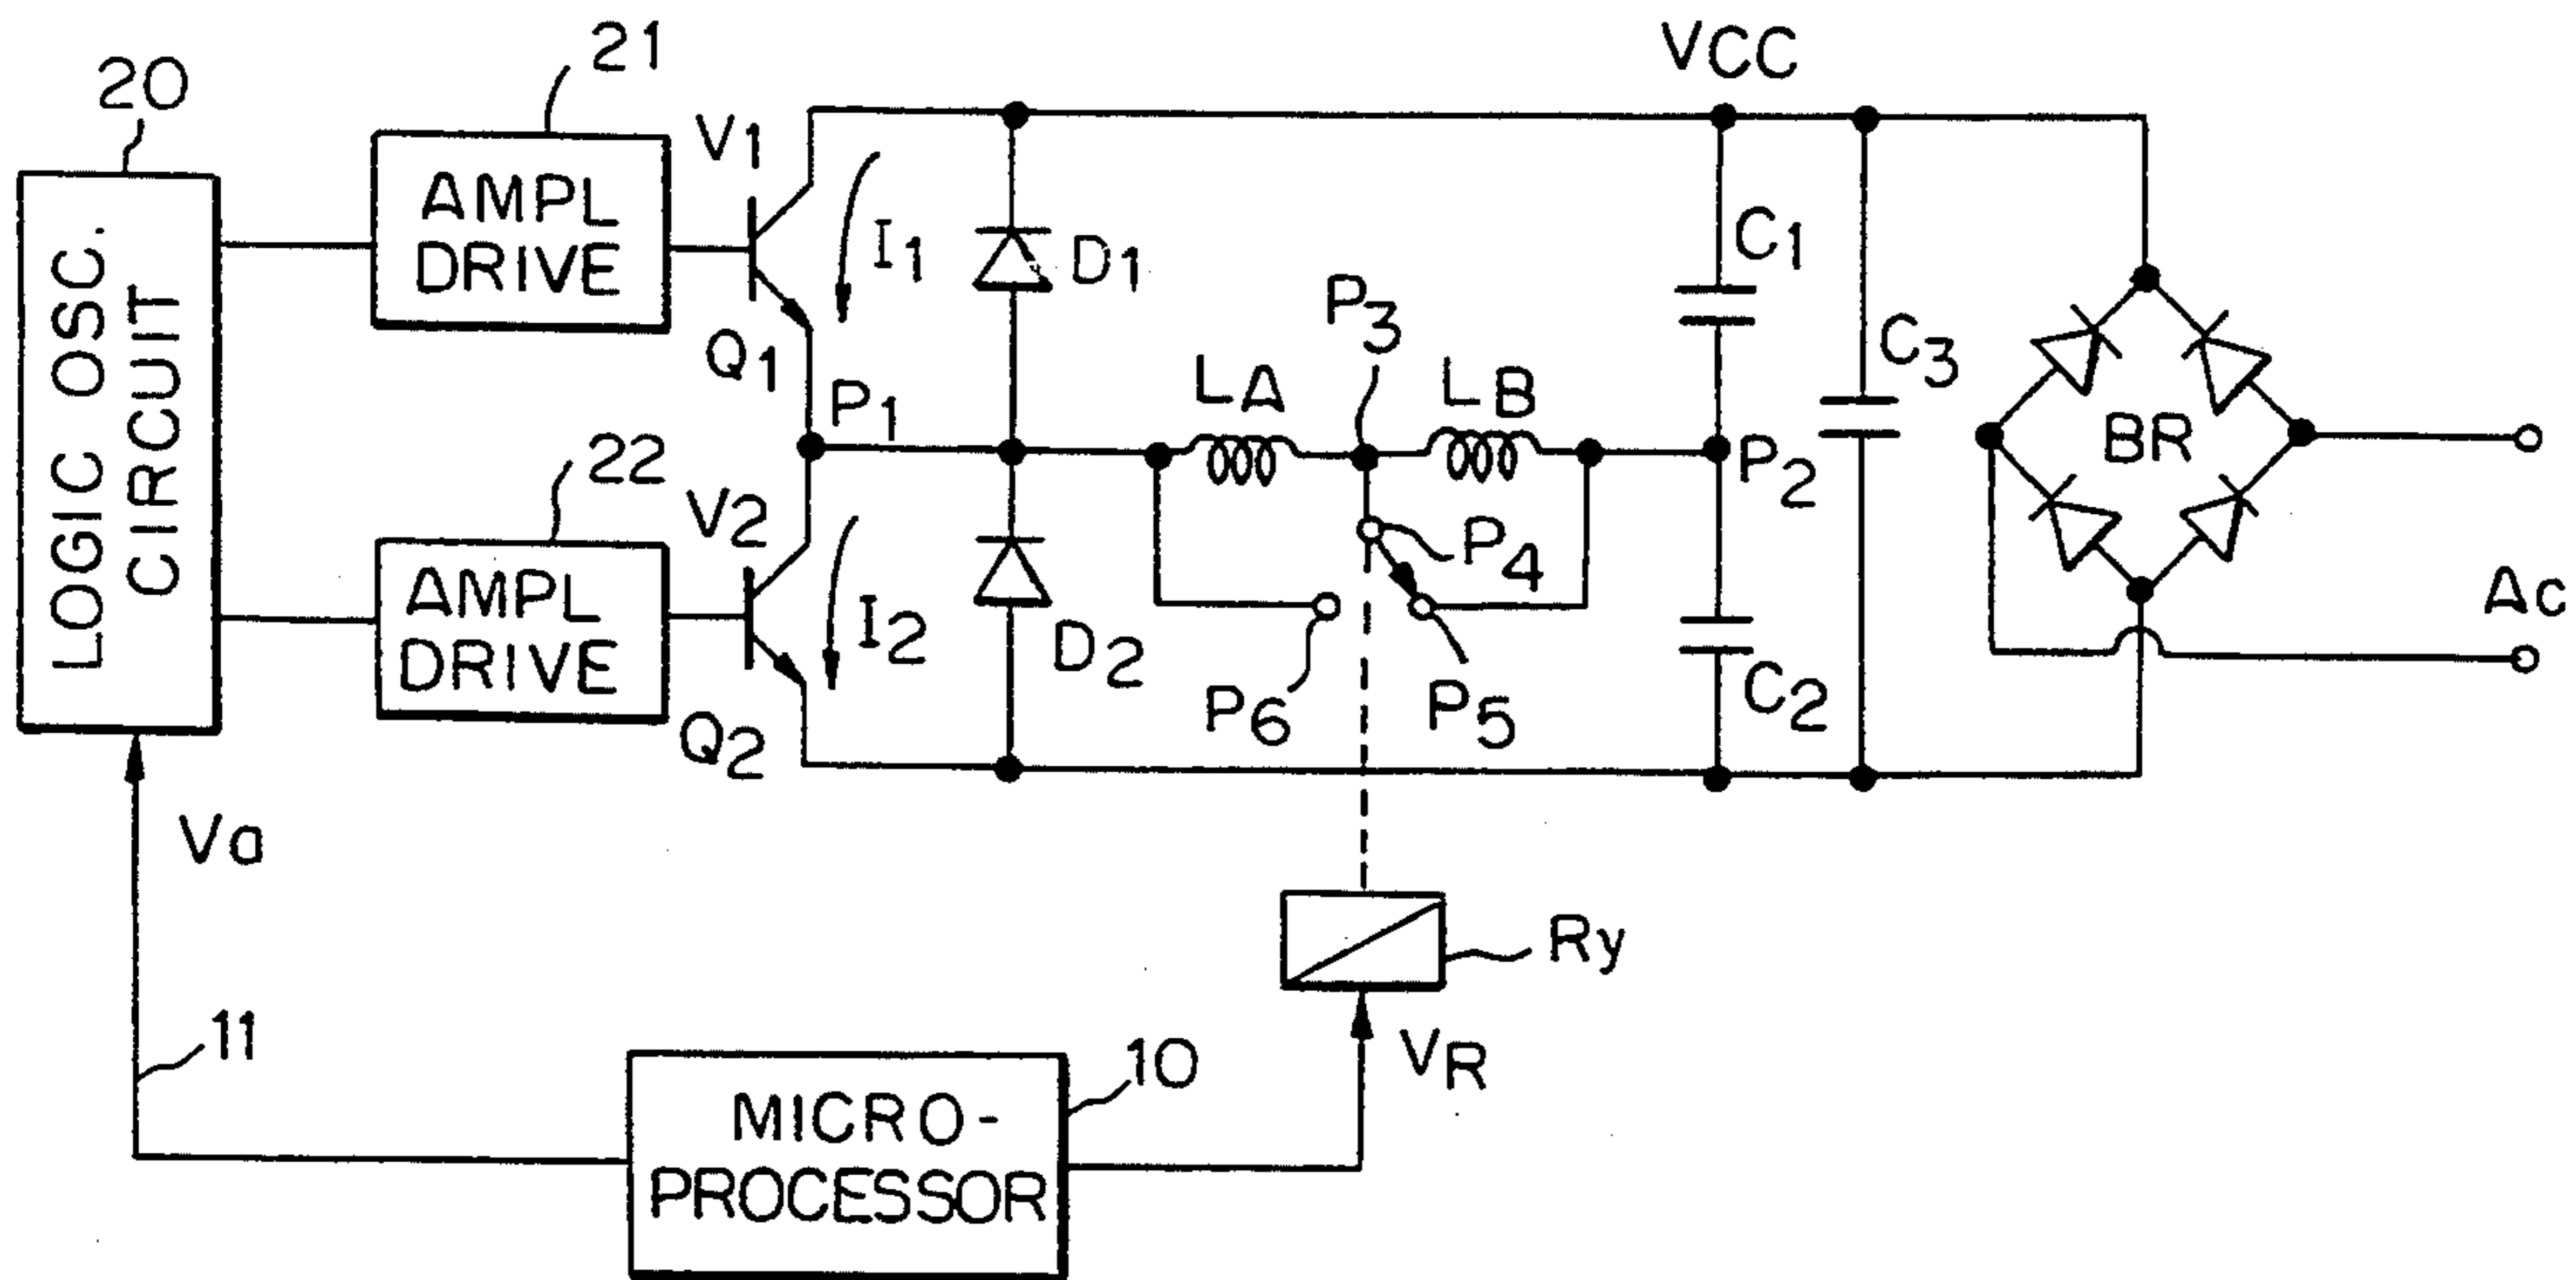 20
21
VCC
V1
AMPL
DRIVE
I1
D1
C1
Q1
P1
LA
P3
LB
C3
BR
P2
LOGIC OSC.
CIRCUIT
22
V2
AMPL
DRIVE
I2
D2
P4
P6
P5
C2
Ac
Q2
Va
Ry
11
10
VR
MICRO-
PROCESSOR